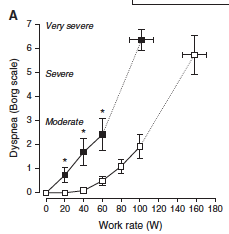 A
7
Very severe
6
5
Severe
4
3
Moderate
2
1
0
Dyspnea (Borg scale)
* * *
0 20 40 60 80 100 120 140 160 180
Work rate (W)